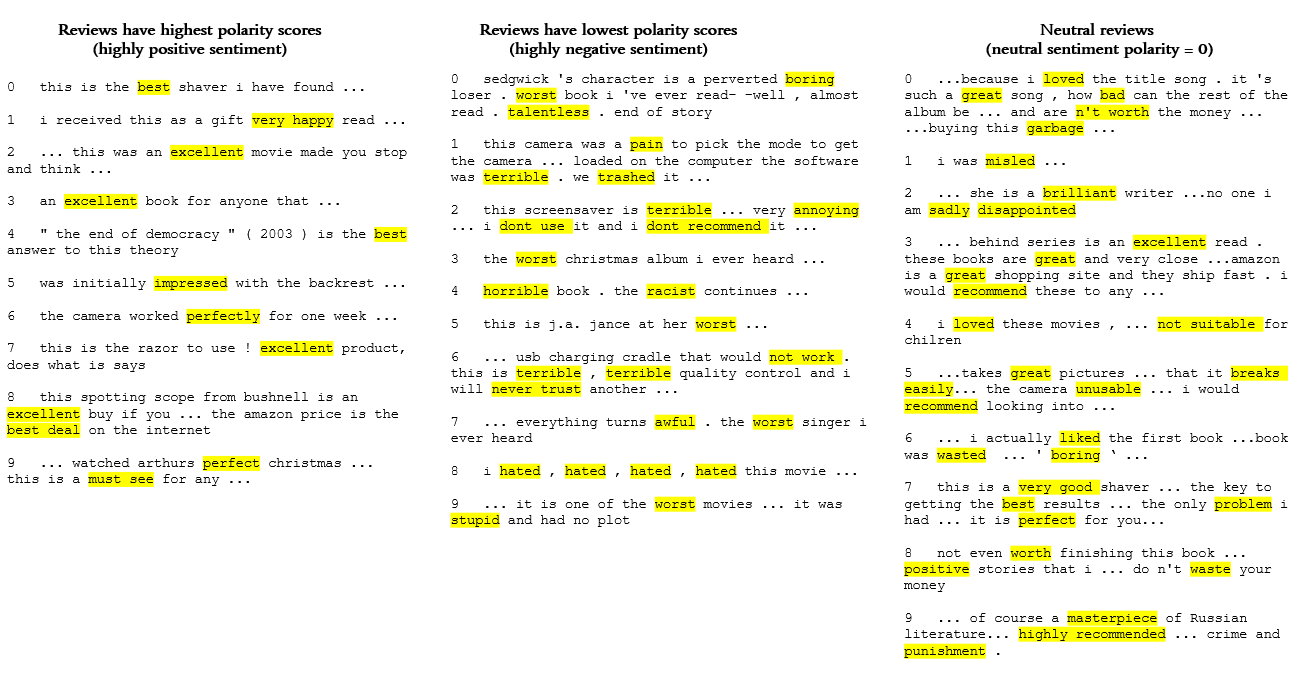 Reviews have highest polarity scores
(highly positive sentiment)
0 this is the best shaver i have found ...
1 i received this as a gift very happy read ...
2 ... this was an excellent movie made you stop
and think ...
3 an excellent book for anyone that ...
4 " the end of democracy " ( 2003 ) is the best
answer to this theory
5 was initially impressed with the backrest ...
6 the camera worked perfectly for one week ...
7 this is the razor to use ! excellent product,
does what is says
8 this spotting scope from bushnell is an
excellent buy if you ... the amazon price is the
best deal on the internet
9 ... watched arthurs perfect christmas ...
this is a must see for any ...
Reviews have lowest polarity scores
(highly negative sentiment)
0 sedgwick 's character is a perverted boring
loser . worst book i 've ever read- -well , almost
read . talentless . end of story
1 this camera was a pain to pick the mode to get
the camera ... loaded on the computer the software
was terrible . we trashed it ...
2 this screensaver is terrible ... very annoying
... i dont use it and i dont recommend it ...
3 the worst christmas album i ever heard ...
4 horrible book . the racist continues ...
5 this is j.a. jance at her worst ...
6 ... usb charging cradle that would not work .
this is terrible , terrible quality control and i
will never trust another ...
7 ... everything turns awful . the worst singer i
ever heard
8 i hated , hated , hated , hated this movie ...
9 ... it is one of the worst movies ... it was
stupid and had no plot
Neutral reviews
(neutral sentiment polarity = 0)
0 ...because i loved the title song . it 's
such a great song , how bad can the rest of the
album be ... and are n't worth the money ...
...buying this garbage ...
1 i was misled ...
2 ... she is a brilliant writer ...no one i
am sadly disappointed
3 ... behind series is an excellent read .
these books are great and very close ...amazon
is a great shopping site and they ship fast . i
would recommend these to any ...
4 i loved these movies , ... not suitable for
chilren
5 ...takes great pictures ... that it breaks
easily... the camera unusable ... i would
recommend looking into ...
6 ... i actually liked the first book ...book
was wasted ... ' boring ‘ ...
7 this is a very good shaver ... the key to
getting the best results ... the only problem i
had ... it is perfect for you...
8 not even worth finishing this book ...
positive stories that i ... do n't waste your
money
9 ... of course a masterpiece of Russian
literature... highly recommended ... crime and
punishment .